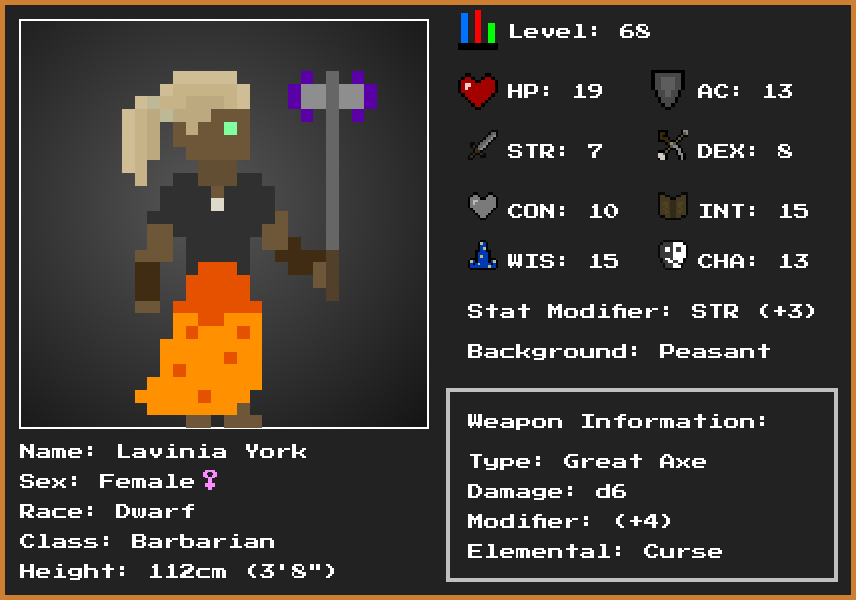 Level: 68
HP: 19
AC: 13
STR: 7
DEX: 8
CON: 10
INT: 15
WIS: 15
CHA: 13
Stat Modifier: STR (+3)
Background: Peasant
Weapon Information:
Type: Great Axe
Damage: d6
Modifier: (+4)
Elemental: Curse
Name: Lavinia York
Sex: Female♀
Race: Dwarf
Class: Barbarian
Height: 112cm (3'8")